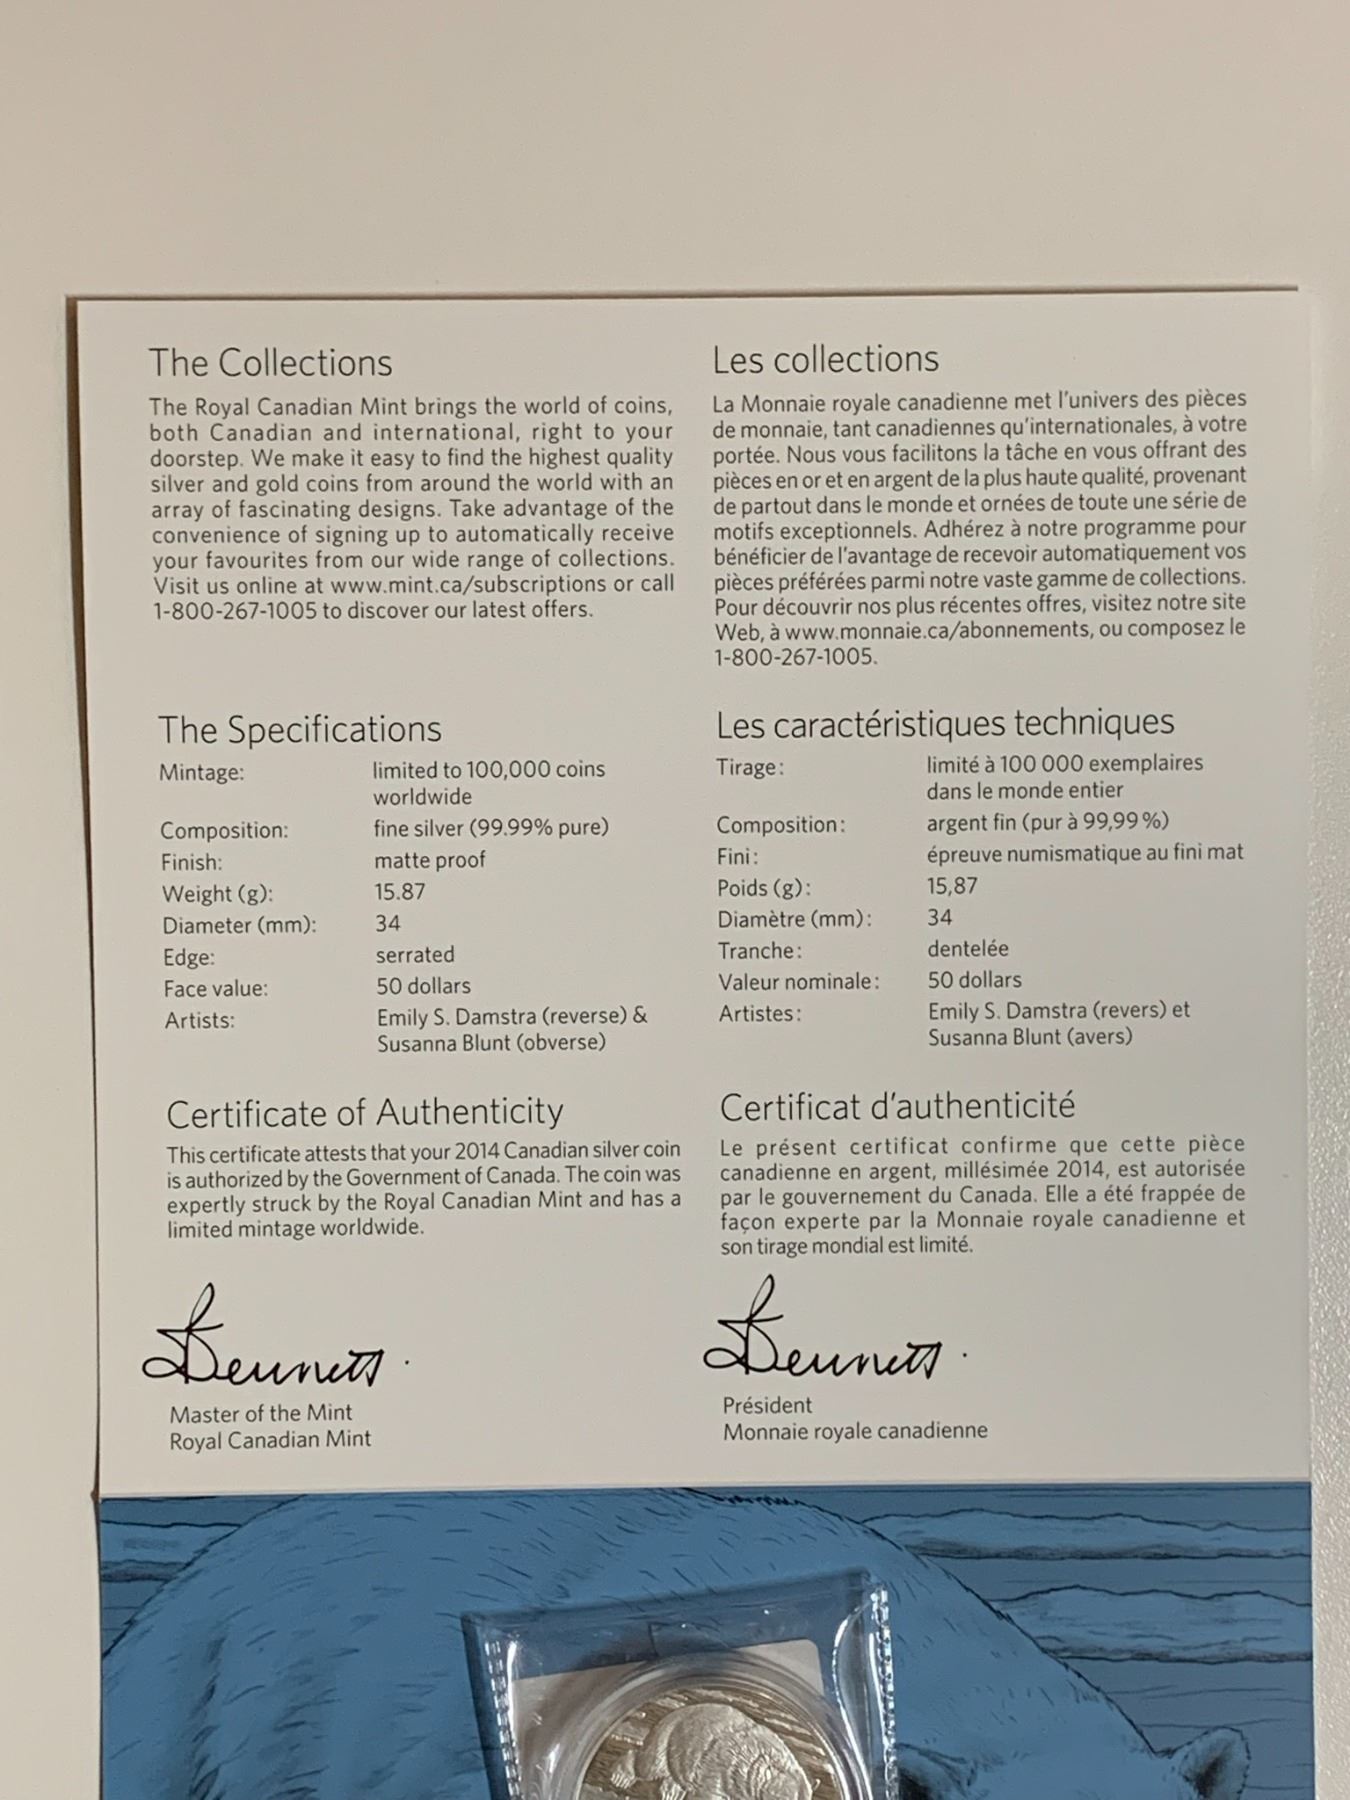 The Collections
The Royal Canadian Mint brings the world of coins,
both Canadian and international, right to your
doorstep. We make it easy to find the highest quality
silver and gold coins from around the world with an
array of fascinating designs. Take advantage of the
convenience of signing up to automatically receive
your favourites from our wide range of collections.
Visit us online at www.mint.ca/subscriptions or call
1-800-267-1005 to discover our latest offers.
The Specifications
Mintage: limited to 100,000 coins
worldwide
Composition: fine silver (99.99% pure)
Finish: matte proof
Weight (g): 15.87
Diameter (mm): 34
Edge: serrated
Face value: 50 dollars
Artists: Emily S. Damstra (reverse) &
Susanna Blunt (obverse)
Certificate of Authenticity
This certificate attests that your 2014 Canadian silver coin
is authorized by the Government of Canada. The coin was
expertly struck by the Royal Canadian Mint and has a
limited mintage worldwide.
Bennett
Master of the Mint
Royal Canadian Mint
Les collections
La Monnaie royale canadienne met l'univers des pièces
de monnaie, tant canadiennes qu'internationales, à votre
portée. Nous vous facilitons la tâche en vous offrant des
pièces en or et en argent de la plus haute qualité, provenant
de partout dans le monde et ornées de toute une série de
motifs exceptionnels. Adhérez à notre programme pour
bénéficier de l'avantage de recevoir automatiquement vos
pièces préférées parmi notre vaste gamme de collections.
Pour découvrir nos plus récentes offres, visitez notre site
Web, à www.monnaie.ca/abonnements, ou composez le
1-800-267-1005.
Les caractéristiques techniques
Tirage : limité à 100 000 exemplaires
dans le monde entier
Composition : argent fin (pur à 99,99 %)
Fini : épreuve numismatique au fini mat
Poids (g) : 15,87
Diamètre (mm) : 34
Tranche : dentelée
Valeur nominale : 50 dollars
Artistes : Emily S. Damstra (revers) et
Susanna Blunt (avers)
Certificat d'authenticité
Le présent certificat confirme que cette pièce
canadienne en argent, millésimée 2014, est autorisée
par le gouvernement du Canada. Elle a été frappée de
façon experte par la Monnaie royale canadienne et
son tirage mondial est limité.
Bennett
Président
Monnaie royale canadienne